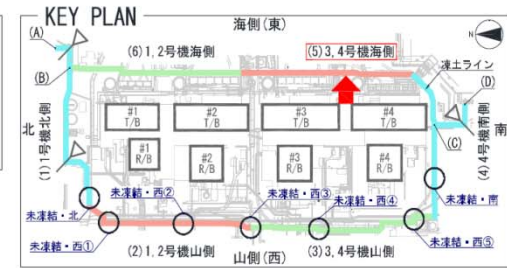 KEY PLAN
海側(東)
(A)
(6)1,2号機海側
(5)3,4号機海側
凍土ライン
(B)
(D)
#1
T/B
#2
T/B
#3
T/B
#4
T/B
北
南
(1)1号機北側
#1
R/B
#2
R/B
#3
R/B
#4
R/B
(C)
(4)4号機南側
未凍結・北
未凍結・西②
未凍結・西③
未凍結・西④
未凍結・南
未凍結・西①
(2)1,2号機山側
(3)3,4号機山側
未凍結・西⑤
山側(西)